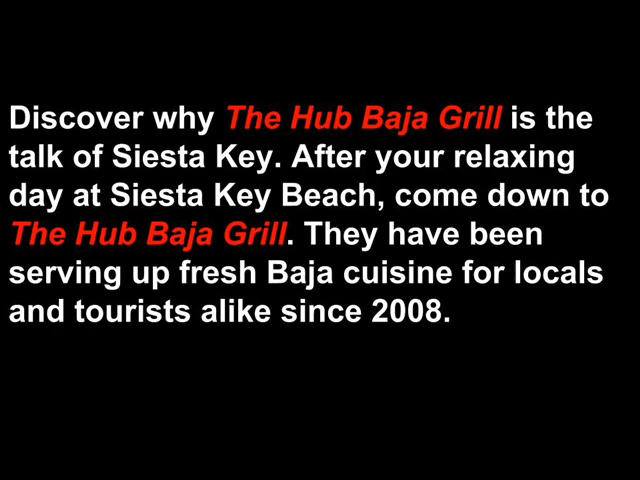 Discover why The Hub Baja Grill is the
talk of Siesta Key. After your relaxing
day at Siesta Key Beach, come down to
The Hub Baja Grill. They have been
serving up fresh Baja cuisine for locals
and tourists alike since 2008.